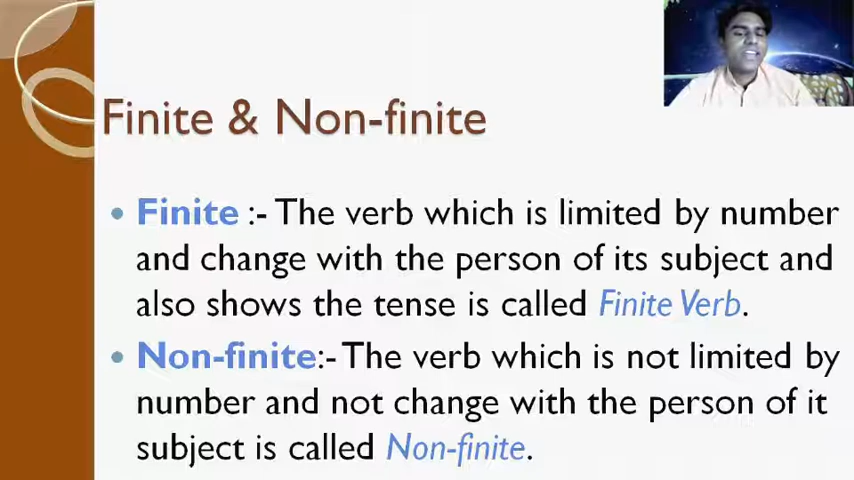 Finite & Non-finite
Finite :- The verb which is limited by number
and change with the person of its subject and
also shows the tense is called Finite Verb.
Non-finite:- The verb which is not limited by
number and not change with the person of it
subject is called Non-finite.